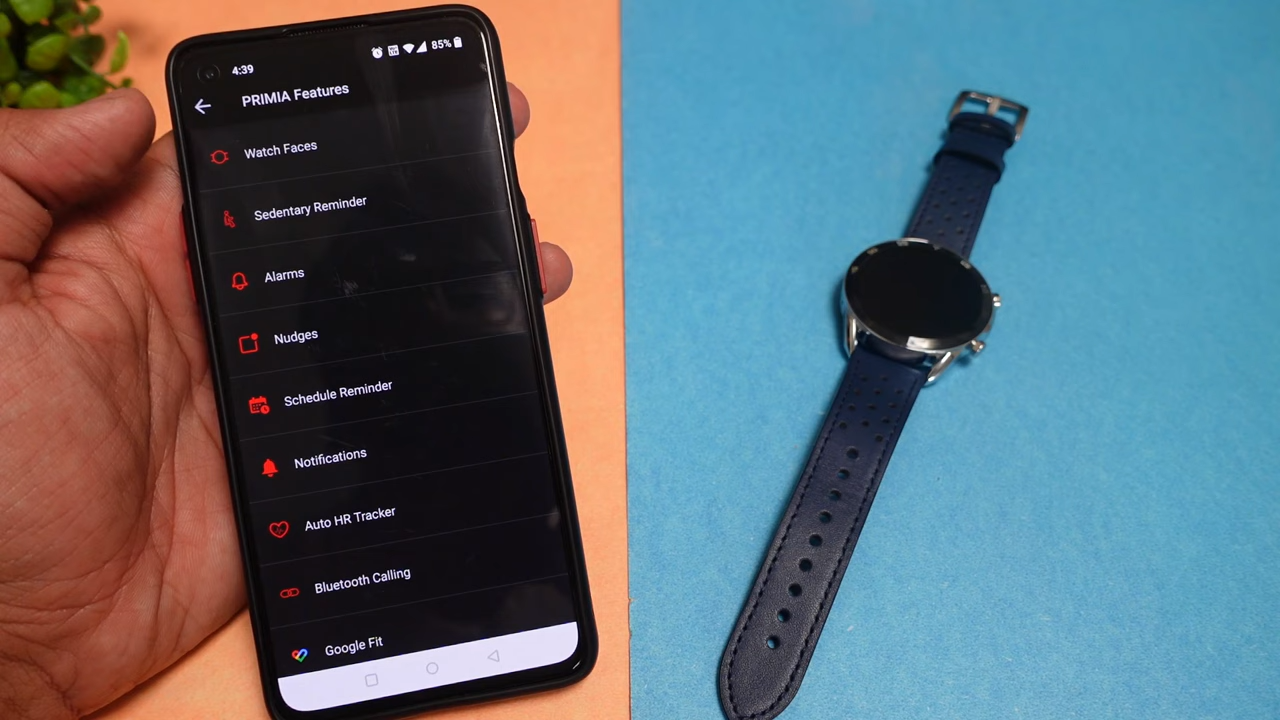 4:39
85%
PRIMIA Features
Watch Faces
Sedentary Reminder
Alarms
Nudges
Schedule Reminder
Notifications
Auto HR Tracker
Bluetooth Calling
Google Fit